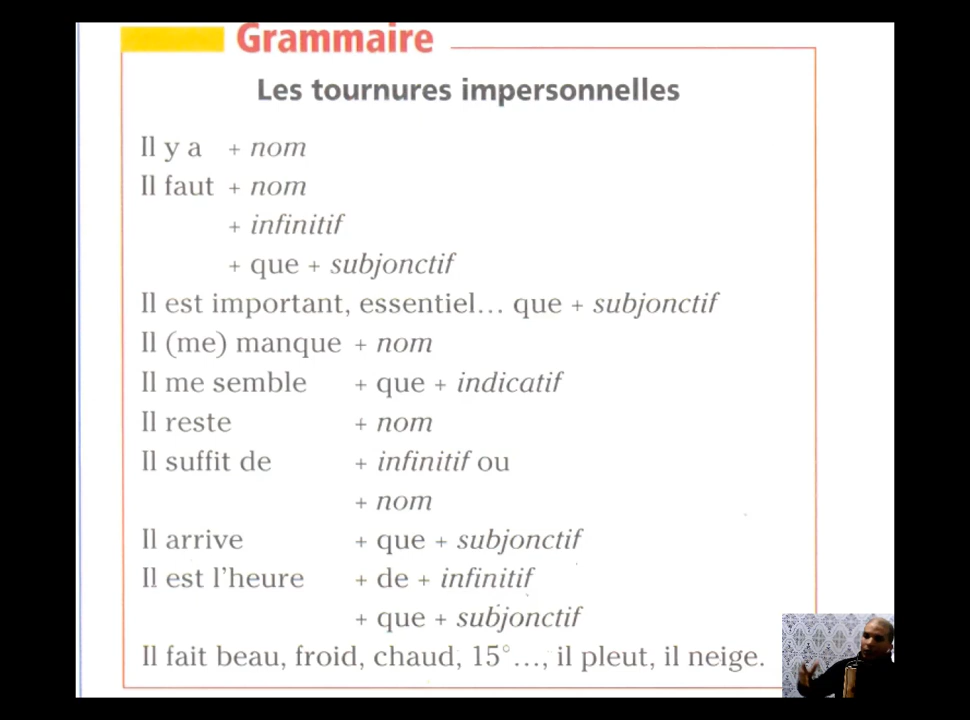 Grammaire
Les tournures impersonnelles
Il y a + nom
Il faut + nom
+ infinitif
+ que + subjonctif
Il est important, essentiel… que + subjonctif
Il (me) manque + nom
Il me semble + que + indicatif
Il reste + nom
Il suffit de + infinitif ou
+ nom
Il arrive + que + subjonctif
Il est l'heure + de + infinitif
+ que + subjonctif
Il fait beau, froid, chaud, 15°…, il pleut, il neige.